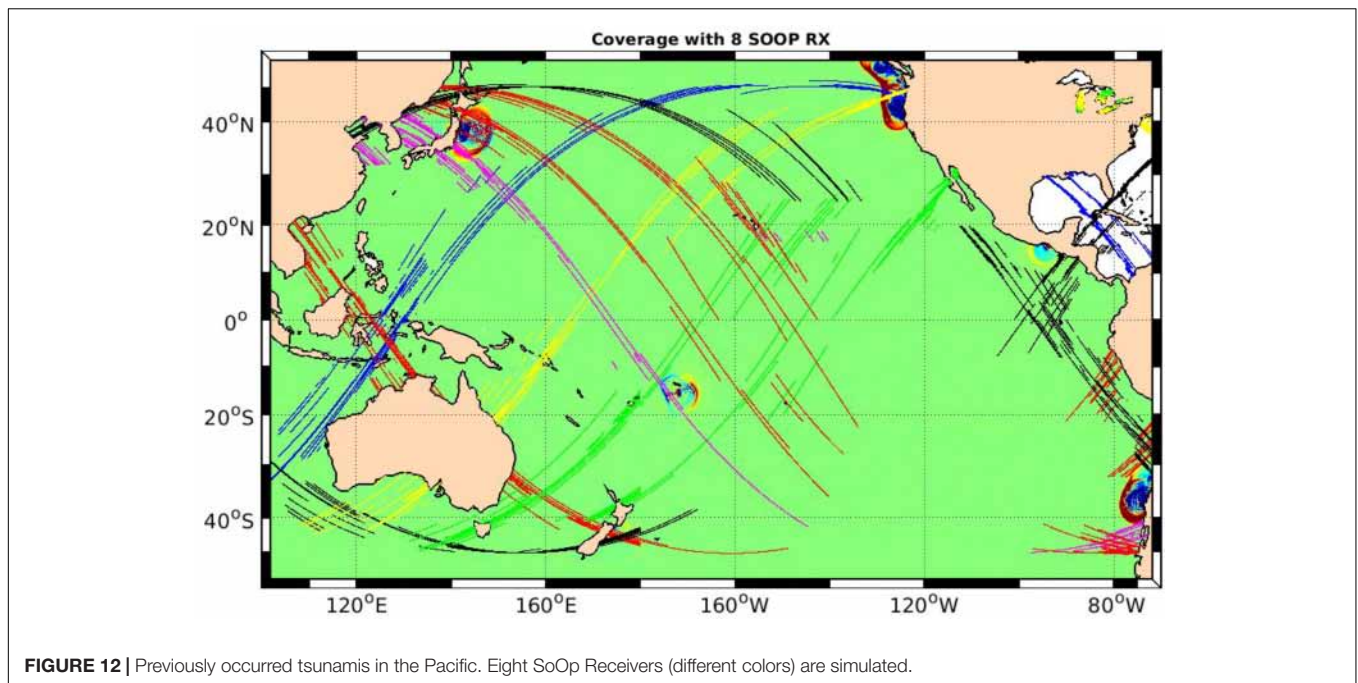 Coverage with 8 SOOP RX
40°N
20°N
0°
20°S
40°S
120°E 160°E 160°W 120°W 80°W
FIGURE 12 | Previously occurred tsunamis in the Pacific. Eight SoOp Receivers (different colors) are simulated.